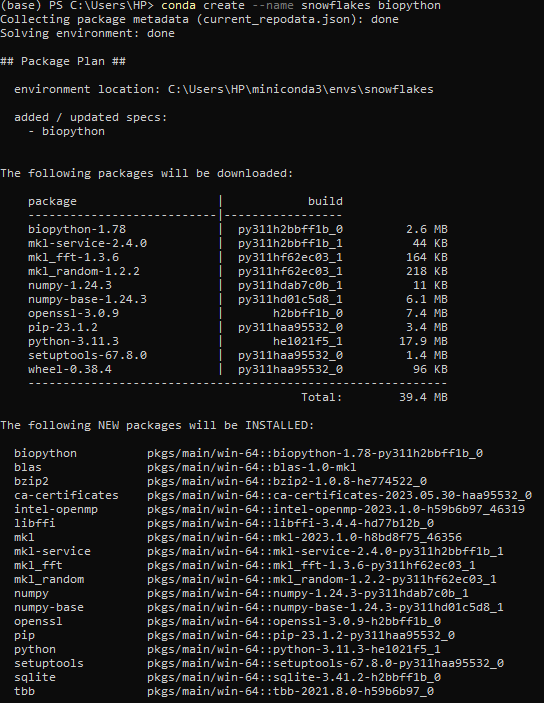 (base) PS C:\Users\HP> conda create --name snowflakes biopython
Collecting package metadata (current_repodata.json): done
Solving environment: done
## Package Plan ##
environment location: C:\Users\HP\miniconda3\envs\snowflakes
added / updated specs:
- biopython
The following packages will be downloaded:
package | build
---------------------------|-----------------
biopython-1.78 | py311h2bbff1b_0 2.6 MB
mkl-service-2.4.0 | py311h2bbff1b_1 44 KB
mkl_fft-1.3.6 | py311hf62ec03_1 164 KB
mkl_random-1.2.2 | py311hf62ec03_1 218 KB
numpy-1.24.3 | py311hdab7c0b_1 11 KB
numpy-base-1.24.3 | py311hd01c5d8_1 6.1 MB
openssl-3.0.9 | h2bbff1b_0 7.4 MB
pip-23.1.2 | py311haa95532_0 3.4 MB
python-3.11.3 | he1021f5_1 17.9 MB
setuptools-67.8.0 | py311haa95532_0 1.4 MB
wheel-0.38.4 | py311haa95532_0 96 KB
------------------------------------------------------------
Total: 39.4 MB
The following NEW packages will be INSTALLED:
biopython pkgs/main/win-64::biopython-1.78-py311h2bbff1b_0
blas pkgs/main/win-64::blas-1.0-mkl
bzip2 pkgs/main/win-64::bzip2-1.0.8-he774522_0
ca-certificates pkgs/main/win-64::ca-certificates-2023.05.30-haa95532_0
intel-openmp pkgs/main/win-64::intel-openmp-2023.1.0-h59b6b97_46319
libffi pkgs/main/win-64::libffi-3.4.4-hd77b12b_0
mkl pkgs/main/win-64::mkl-2023.1.0-h8bd8f75_46356
mkl-service pkgs/main/win-64::mkl-service-2.4.0-py311h2bbff1b_1
mkl_fft pkgs/main/win-64::mkl_fft-1.3.6-py311hf62ec03_1
mkl_random pkgs/main/win-64::mkl_random-1.2.2-py311hf62ec03_1
numpy pkgs/main/win-64::numpy-1.24.3-py311hdab7c0b_1
numpy-base pkgs/main/win-64::numpy-base-1.24.3-py311hd01c5d8_1
openssl pkgs/main/win-64::openssl-3.0.9-h2bbff1b_0
pip pkgs/main/win-64::pip-23.1.2-py311haa95532_0
python pkgs/main/win-64::python-3.11.3-he1021f5_1
setuptools pkgs/main/win-64::setuptools-67.8.0-py311haa95532_0
sqlite pkgs/main/win-64::sqlite-3.41.2-h2bbff1b_0
tbb pkgs/main/win-64::tbb-2021.8.0-h59b6b97_0